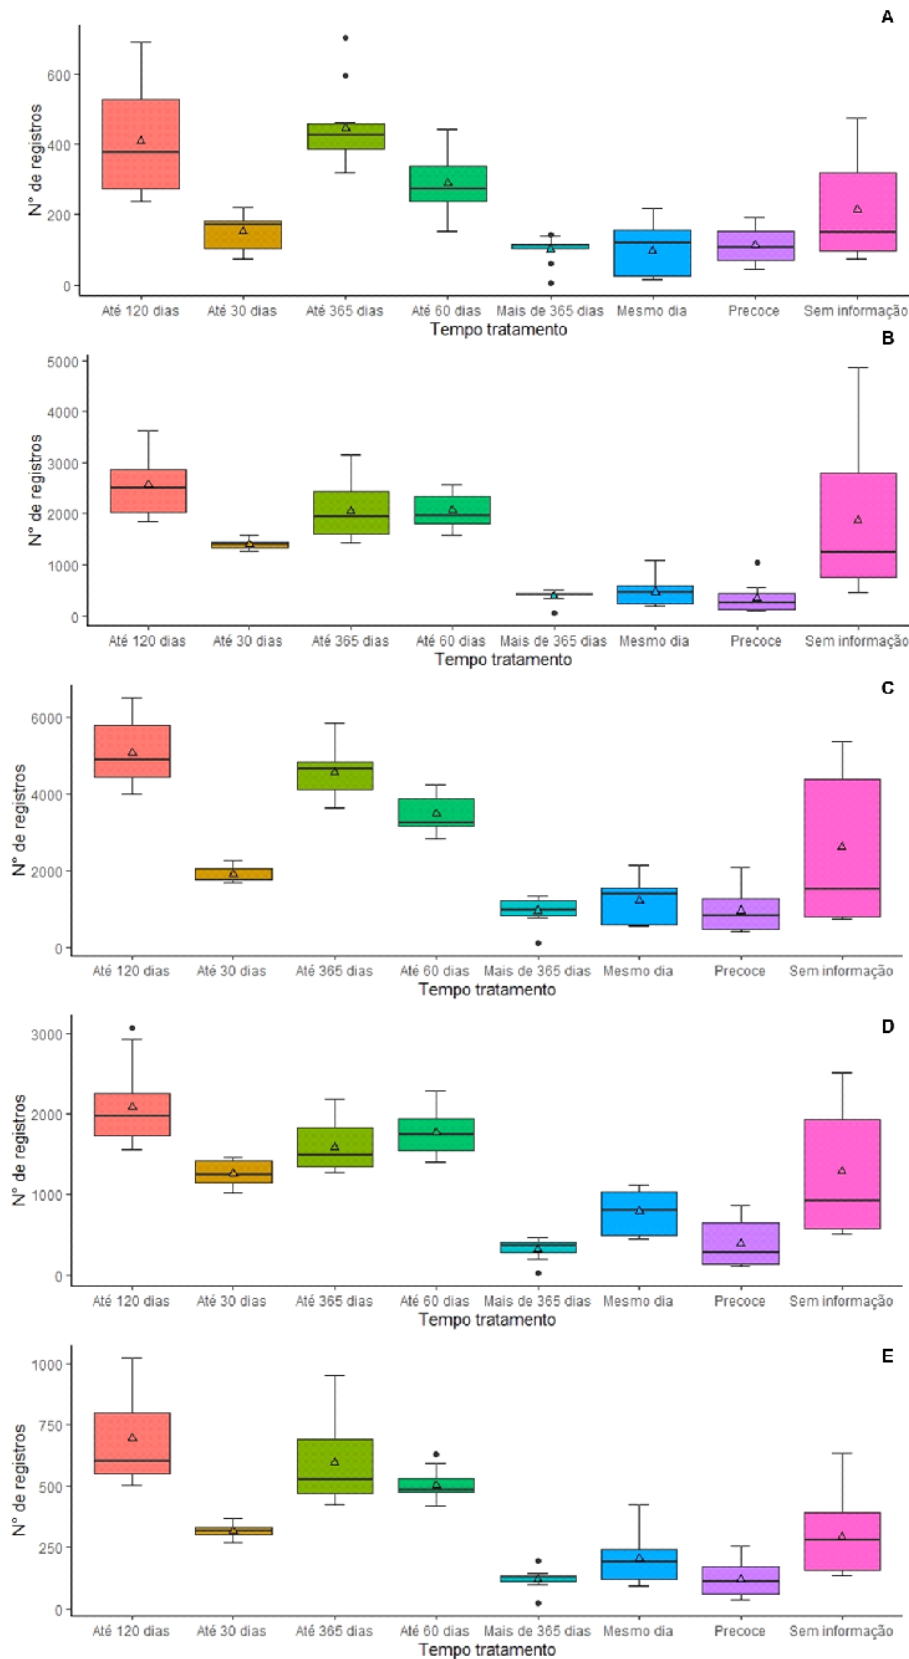 A
N° de registros
600
400
200
0
Até 120 dias Até 30 dias Até 365 dias Até 60 dias Mais de 365 dias Mesmo dia Precoce Sem informação
Tempo tratamento
B
N° de registros
5000
4000
3000
2000
1000
0
Até 120 dias Até 30 dias Até 365 dias Até 60 dias Mais de 365 dias Mesmo dia Precoce Sem informação
Tempo tratamento
C
N° de registros
6000
4000
2000
0
Até 120 dias Até 30 dias Até 365 dias Até 60 dias Mais de 365 dias Mesmo dia Precoce Sem informação
Tempo tratamento
D
N° de registros
3000
2000
1000
0
Até 120 dias Até 30 dias Até 365 dias Até 60 dias Mais de 365 dias Mesmo dia Precoce Sem informação
Tempo tratamento
E
N° de registros
1000
750
500
250
0
Até 120 dias Até 30 dias Até 365 dias Até 60 dias Mais de 365 dias Mesmo dia Precoce Sem informação
Tempo tratamento